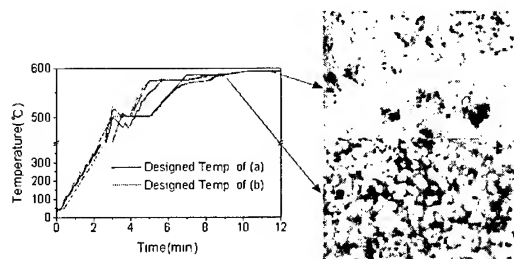 600
500
300
200
100
0
Temperature(℃)
Designed Temp of (a)
Designed Temp of (b)
0 2 4 6 8 10 12
Time(min)